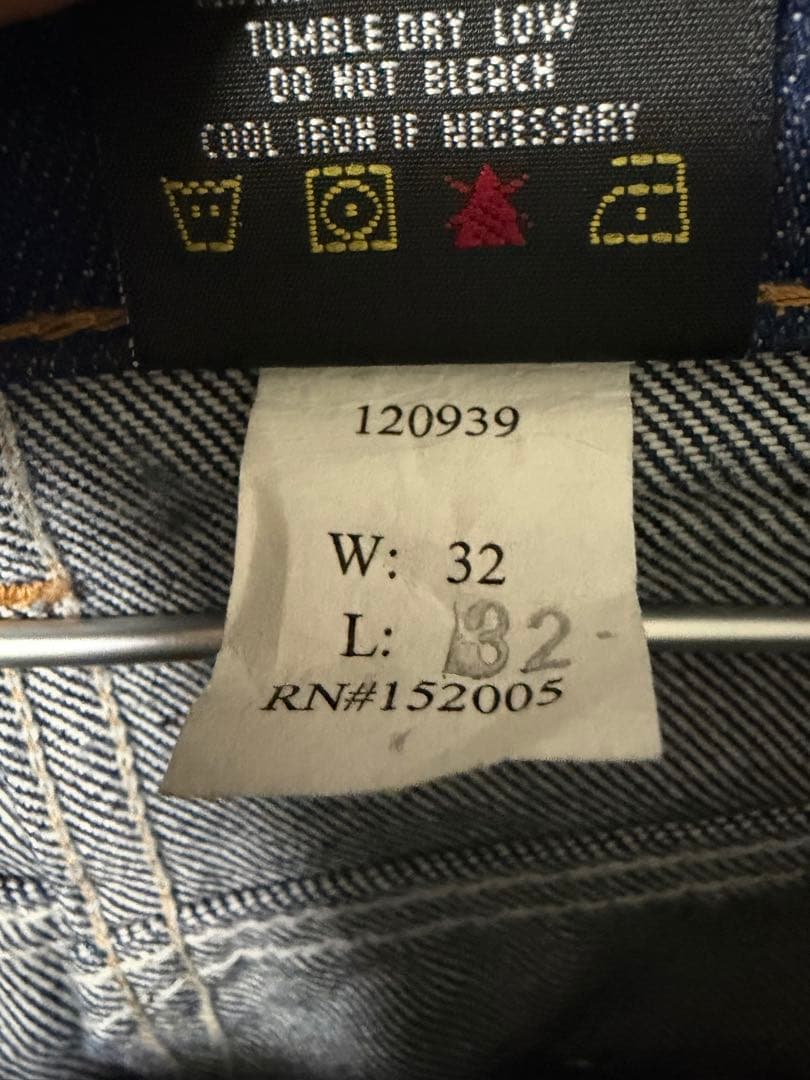 TUMBLE DRY LOW
DO NOT BLEACH
COOL IRON IF NECESSARY
120939
W: 32
L: 32
RN#152005